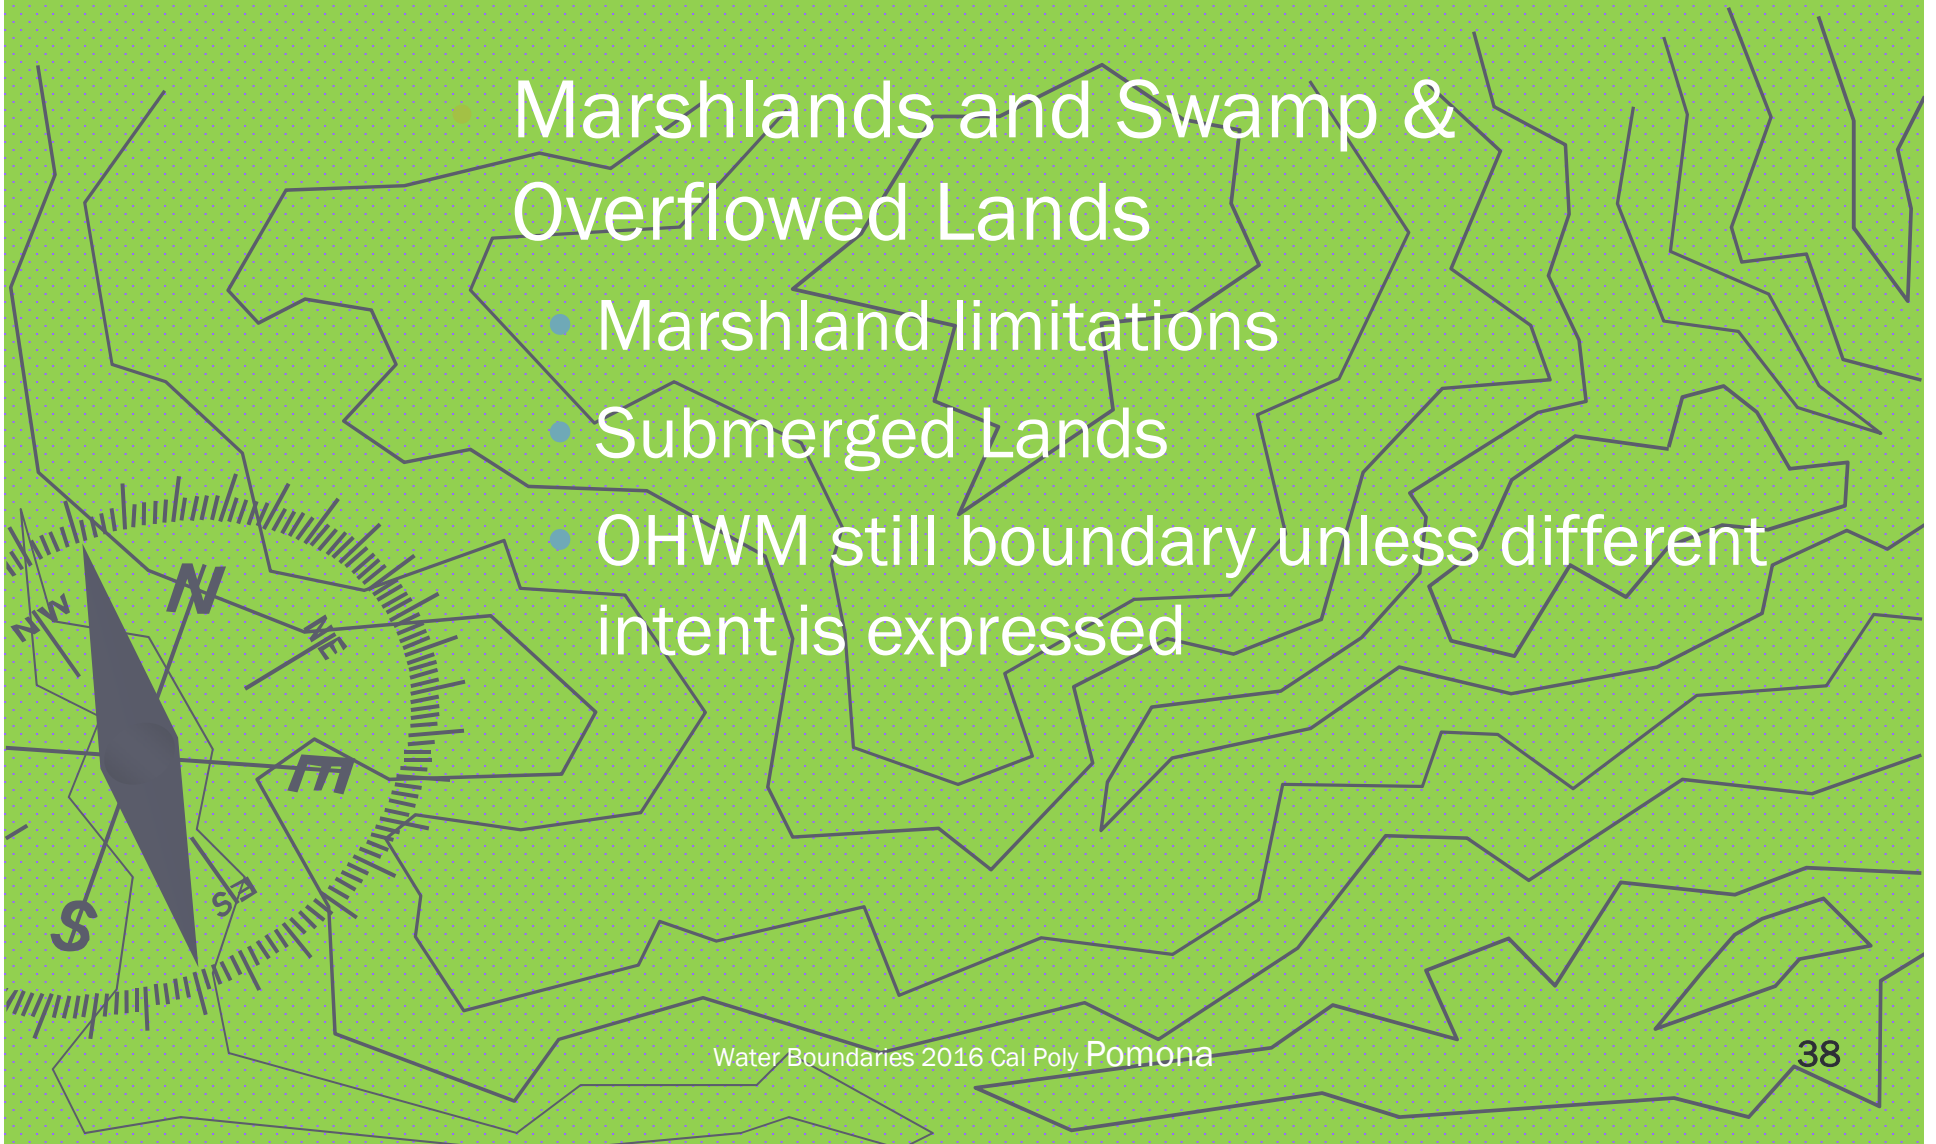 Marshlands and Swamp &
Overflowed Lands
Marshland limitations
Submerged Lands
OHWM still boundary unless different
intent is expressed
N
NW
NE
E
SE
S
Water Boundaries 2016 Cal Poly Pomona
38